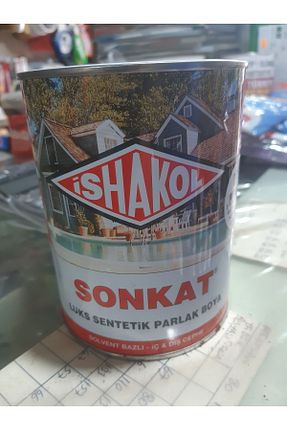 İSHAKOL
SONKAT®
LÜKS SENTETİK PARLAK BOYA
SOLVENT BAZLI - İÇ & DIŞ CEPHE